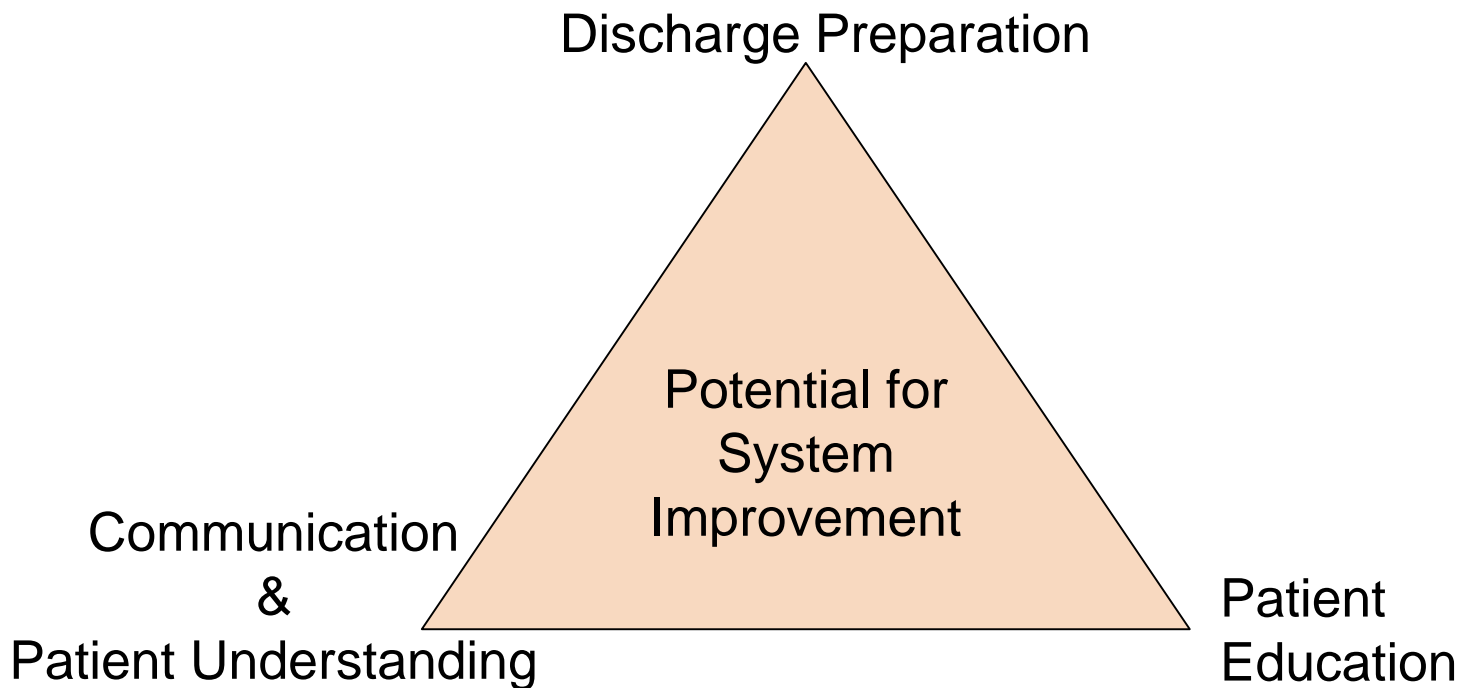 Discharge Preparation
Potential for
System
Improvement
Communication
&
Patient Understanding
Patient
Education